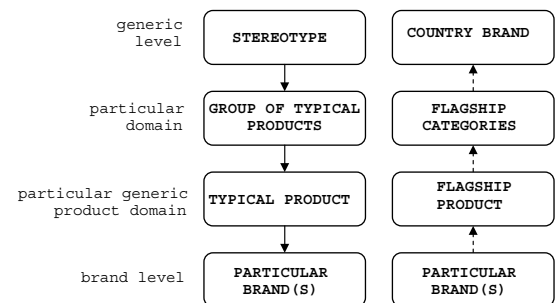 generic
level
STEREOTYPE
COUNTRY BRAND
particular
domain
GROUP OF TYPICAL
PRODUCTS
FLAGSHIP
CATEGORIES
particular generic
product domain
TYPICAL PRODUCT
FLAGSHIP
PRODUCT
brand level
PARTICULAR
BRAND(S)
PARTICULAR
BRAND(S)